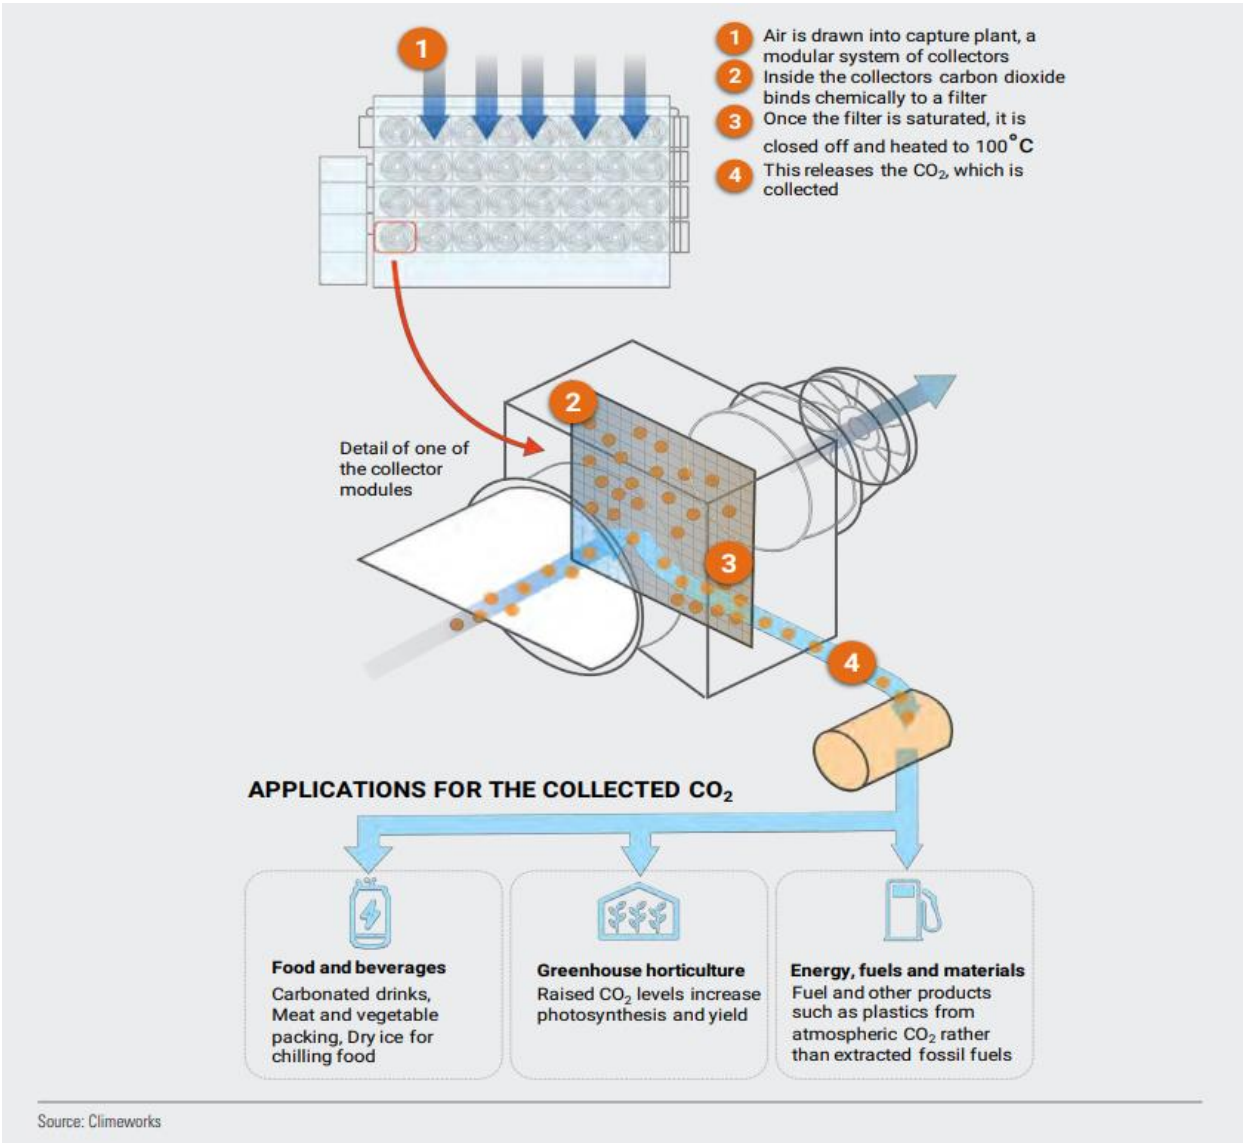 1
1 Air is drawn into capture plant, a
modular system of collectors
2 Inside the collectors carbon dioxide
binds chemically to a filter
3 Once the filter is saturated, it is
closed off and heated to 100°C
4 This releases the CO₂, which is
collected
2
Detail of one of
the collector
modules
3
4
APPLICATIONS FOR THE COLLECTED CO₂
Food and beverages
Carbonated drinks,
Meat and vegetable
packing, Dry ice for
chilling food
Greenhouse horticulture
Raised CO₂ levels increase
photosynthesis and yield
Energy, fuels and materials
Fuel and other products
such as plastics from
atmospheric CO₂ rather
than extracted fossil fuels
Source: Climeworks